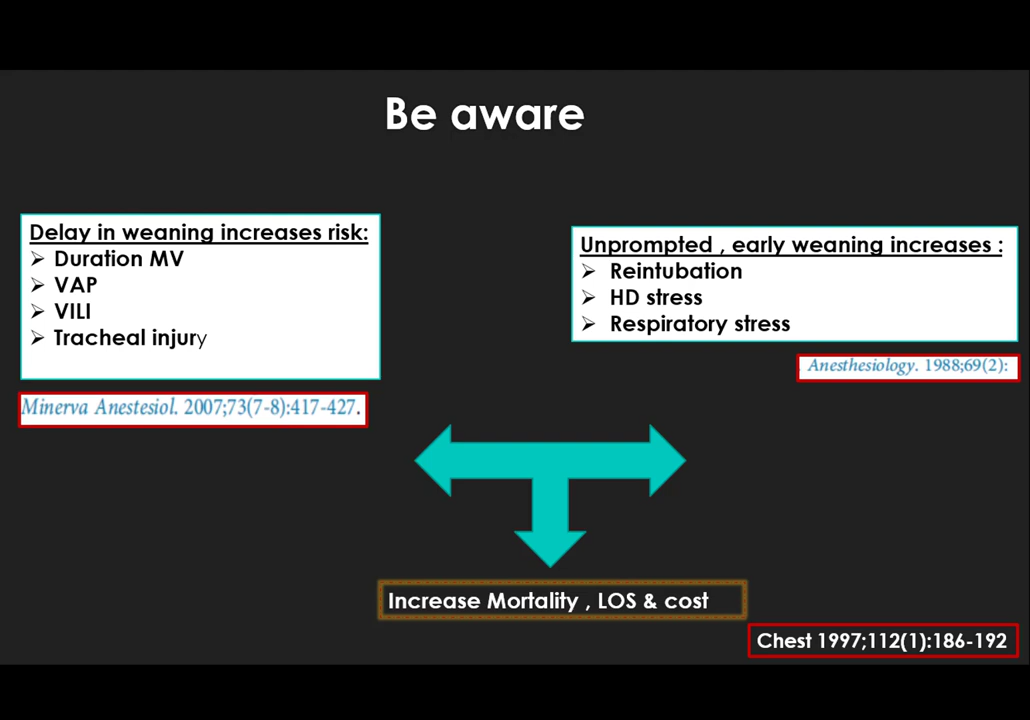 Be aware
Delay in weaning increases risk:
➢ Duration MV
➢ VAP
➢ VILI
➢ Tracheal injury
Minerva Anestesiol. 2007;73(7-8):417-427.
Unprompted , early weaning increases :
➢ Reintubation
➢ HD stress
➢ Respiratory stress
Anesthesiology. 1988;69(2):
Increase Mortality , LOS & cost
Chest 1997;112(1):186-192